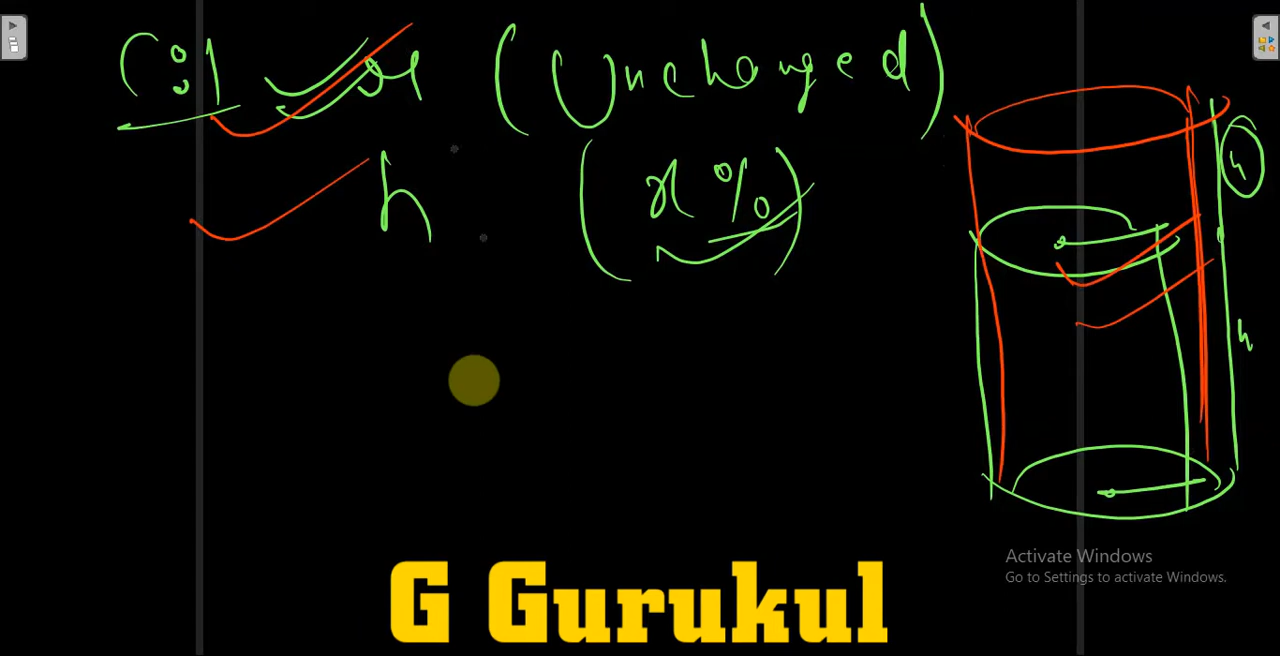 (i) r (Unchanged)
h (x%)
h
h
Activate Windows
Go to Settings to activate Windows.
G Gurukul